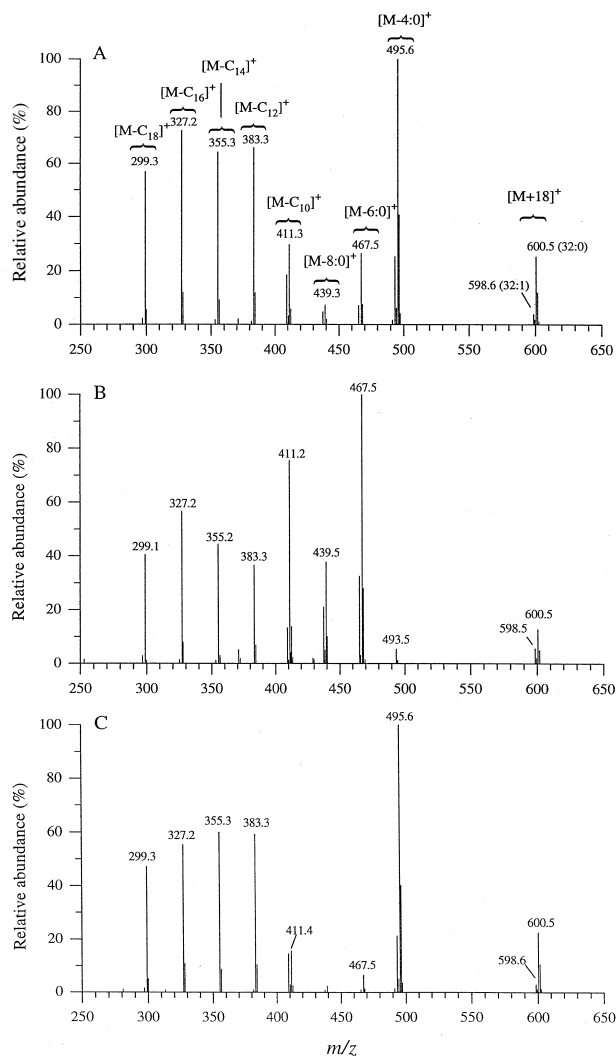 [M-4:0]+
A
[M-C14]+
100
495.6
[M-C16]+
[M-C12]+
[M-C18]+
327.2
80
355.3
383.3
299.3
[M-C10]+
[M-6:0]+
[M+18]+
60
411.3
467.5
[M-8:0]+
40
600.5 (32:0)
439.3
598.6 (32:1)
20
0
Relative abundance (%)
250 300 350 400 450 500 550 600 650
B
467.5
100
411.2
80
327.2
60
299.1
355.2
383.3
439.5
40
600.5
20
493.5
598.5
0
Relative abundance (%)
250 300 350 400 450 500 550 600 650
C
495.6
100
80
355.3
383.3
327.2
60
299.3
40
600.5
411.4
20
467.5
598.6
0
Relative abundance (%)
250 300 350 400 450 500 550 600 650
m/z